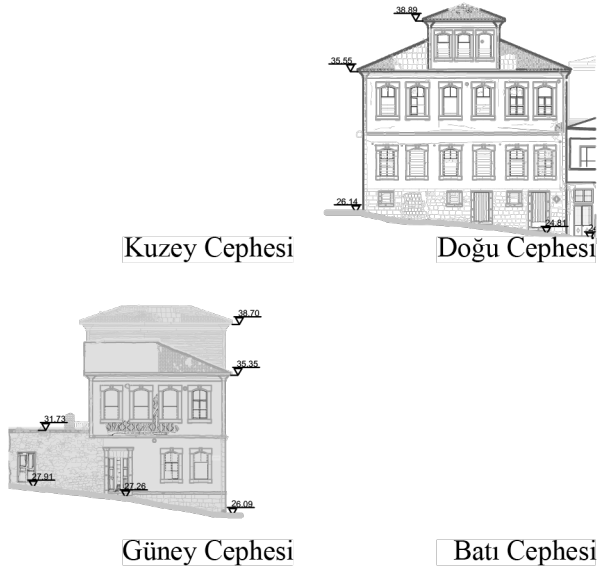 38.89
35.55
26.14
24.81
24
Kuzey Cephesi
Doğu Cephesi
38.70
35.35
31.73
27.91
27.26
26.09
Güney Cephesi
Batı Cephesi